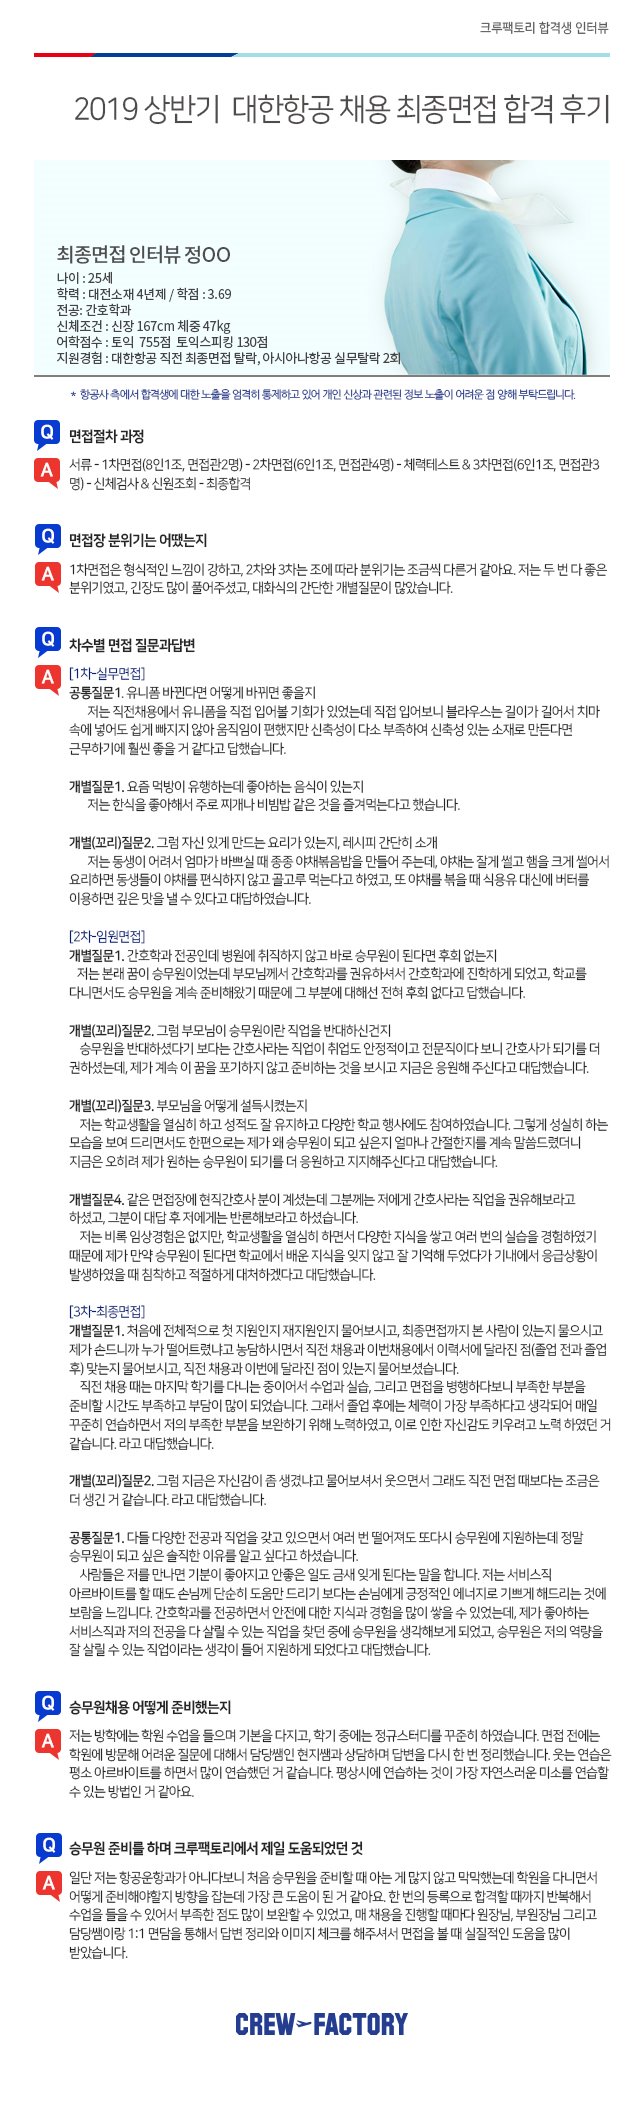 크루팩토리 합격생 인터뷰
2019 상반기 대한항공 채용 최종면접 합격 후기
최종면접 인터뷰 정OO
나이 : 25세
학력 : 대전소재 4년제 / 학점 : 3.69
전공: 간호학과
신체조건 : 신장 167cm 체중 47kg
어학점수 : 토익 755점 토익스피킹 130점
지원경험 : 대한항공 직전 최종면접 탈락, 아시아나항공 실무탈락 2회
* 항공사 측에서 합격생에 대한 노출을 엄격히 통제하고 있어 개인 신상과 관련된 정보 노출이 어려운 점 양해 부탁드립니다.
Q 면접절차 과정
A 서류 - 1차면접(8인1조, 면접관2명) - 2차면접(6인1조, 면접관4명) - 체력테스트 & 3차면접(6인1조, 면접관3
명) - 신체검사 & 신원조회 - 최종합격
Q 면접장 분위기는 어땠는지
A 1차면접은 형식적인 느낌이 강하고, 2차와 3차는 조에 따라 분위기는 조금씩 다른거 같아요. 저는 두 번 다 좋은
분위기였고, 긴장도 많이 풀어주셨고, 대화식의 간단한 개별질문이 많았습니다.
Q 차수별 면접 질문과답변
A [1차-실무면접]
공통질문1. 유니폼 바뀐다면 어떻게 바뀌면 좋을지
저는 직전채용에서 유니폼을 직접 입어볼 기회가 있었는데 직접 입어보니 블라우스는 길이가 길어서 치마
속에 넣어도 쉽게 빠지지 않아 움직임이 편했지만 신축성이 다소 부족하여 신축성 있는 소재로 만든다면
근무하기에 훨씬 좋을 거 같다고 답했습니다.
개별질문1. 요즘 먹방이 유행하는데 좋아하는 음식이 있는지
저는 한식을 좋아해서 주로 찌개나 비빔밥 같은 것을 즐겨먹는다고 했습니다.
개별(꼬리)질문2. 그럼 자신 있게 만드는 요리가 있는지, 레시피 간단히 소개
저는 동생이 어려서 엄마가 바쁘실 때 종종 야채볶음밥을 만들어 주는데, 야채는 잘게 썰고 햄을 크게 썰어서
요리하면 동생들이 야채를 편식하지 않고 골고루 먹는다고 하였고, 또 야채를 볶을 때 식용유 대신에 버터를
이용하면 깊은 맛을 낼 수 있다고 대답하였습니다.
[2차-임원면접]
개별질문1. 간호학과 전공인데 병원에 취직하지 않고 바로 승무원이 된다면 후회 없는지
저는 본래 꿈이 승무원이었는데 부모님께서 간호학과를 권유하셔서 간호학과에 진학하게 되었고, 학교를
다니면서도 승무원을 계속 준비해왔기 때문에 그 부분에 대해선 전혀 후회 없다고 답했습니다.
개별(꼬리)질문2. 그럼 부모님이 승무원이란 직업을 반대하신건지
승무원을 반대하셨다기 보다는 간호사라는 직업이 취업도 안정적이고 전문직이다 보니 간호사가 되기를 더
권하셨는데, 제가 계속 이 꿈을 포기하지 않고 준비하는 것을 보시고 지금은 응원해 주신다고 대답했습니다.
개별(꼬리)질문3. 부모님을 어떻게 설득시켰는지
저는 학교생활을 열심히 하고 성적도 잘 유지하고 다양한 학교 행사에도 참여하였습니다. 그렇게 성실히 하는
모습을 보여 드리면서도 한편으로는 제가 왜 승무원이 되고 싶은지 얼마나 간절한지를 계속 말씀드렸더니
지금은 오히려 제가 원하는 승무원이 되기를 더 응원하고 지지해주신다고 대답했습니다.
개별질문4. 같은 면접장에 현직간호사 분이 계셨는데 그분께는 저에게 간호사라는 직업을 권유해보라고
하셨고, 그분이 대답 후 저에게는 반론해보라고 하셨습니다.
저는 비록 임상경험은 없지만, 학교생활을 열심히 하면서 다양한 지식을 쌓고 여러 번의 실습을 경험하였기
때문에 제가 만약 승무원이 된다면 학교에서 배운 지식을 잊지 않고 잘 기억해 두었다가 기내에서 응급상황이
발생하였을 때 침착하고 적절하게 대처하겠다고 대답했습니다.
[3차-최종면접]
개별질문1. 처음에 전체적으로 첫 지원인지 재지원인지 물어보시고, 최종면접까지 본 사람이 있는지 물으시고
제가 손드니까 누가 떨어트렸냐고 농담하시면서 직전 채용과 이번채용에서 이력서에 달라진 점(졸업 전과 졸업
후) 맞는지 물어보시고, 직전 채용과 이번에 달라진 점이 있는지 물어보셨습니다.
직전 채용 때는 마지막 학기를 다니는 중이어서 수업과 실습, 그리고 면접을 병행하다보니 부족한 부분을
준비할 시간도 부족하고 부담이 많이 되었습니다. 그래서 졸업 후에는 체력이 가장 부족하다고 생각되어 매일
꾸준히 연습하면서 저의 부족한 부분을 보완하기 위해 노력하였고, 이로 인한 자신감도 키우려고 노력 하였던 거
같습니다. 라고 대답했습니다.
개별(꼬리)질문2. 그럼 지금은 자신감이 좀 생겼냐고 물어보셔서 웃으면서 그래도 직전 면접 때보다는 조금은
더 생긴 거 같습니다. 라고 대답했습니다.
공통질문1. 다들 다양한 전공과 직업을 갖고 있으면서 여러 번 떨어져도 또다시 승무원에 지원하는데 정말
승무원이 되고 싶은 솔직한 이유를 알고 싶다고 하셨습니다.
사람들은 저를 만나면 기분이 좋아지고 안좋은 일도 금새 잊게 된다는 말을 합니다. 저는 서비스직
아르바이트를 할 때도 손님께 단순히 도움만 드리기 보다는 손님에게 긍정적인 에너지로 기쁘게 해드리는 것에
보람을 느낍니다. 간호학과를 전공하면서 안전에 대한 지식과 경험을 많이 쌓을 수 있었는데, 제가 좋아하는
서비스직과 저의 전공을 다 살릴 수 있는 직업을 찾던 중에 승무원을 생각해보게 되었고, 승무원은 저의 역량을
잘 살릴 수 있는 직업이라는 생각이 들어 지원하게 되었다고 대답했습니다.
Q 승무원채용 어떻게 준비했는지
A 저는 방학에는 학원 수업을 들으며 기본을 다지고, 학기 중에는 정규스터디를 꾸준히 하였습니다. 면접 전에는
학원에 방문해 어려운 질문에 대해서 담당쌤인 현지쌤과 상담하며 답변을 다시 한 번 정리했습니다. 웃는 연습은
평소 아르바이트를 하면서 많이 연습했던 거 같습니다. 평상시에 연습하는 것이 가장 자연스러운 미소를 연습할
수 있는 방법인 거 같아요.
Q 승무원 준비를 하며 크루팩토리에서 제일 도움되었던 것
A 일단 저는 항공운항과가 아니다보니 처음 승무원을 준비할 때 아는 게 많지 않고 막막했는데 학원을 다니면서
어떻게 준비해야할지 방향을 잡는데 가장 큰 도움이 된 거 같아요. 한 번의 등록으로 합격할 때까지 반복해서
수업을 들을 수 있어서 부족한 점도 많이 보완할 수 있었고, 매 채용을 진행할 때마다 원장님, 부원장님 그리고
담당쌤이랑 1:1 면담을 통해서 답변 정리와 이미지 체크를 해주셔서 면접을 볼 때 실질적인 도움을 많이
받았습니다.
CREW FACTORY